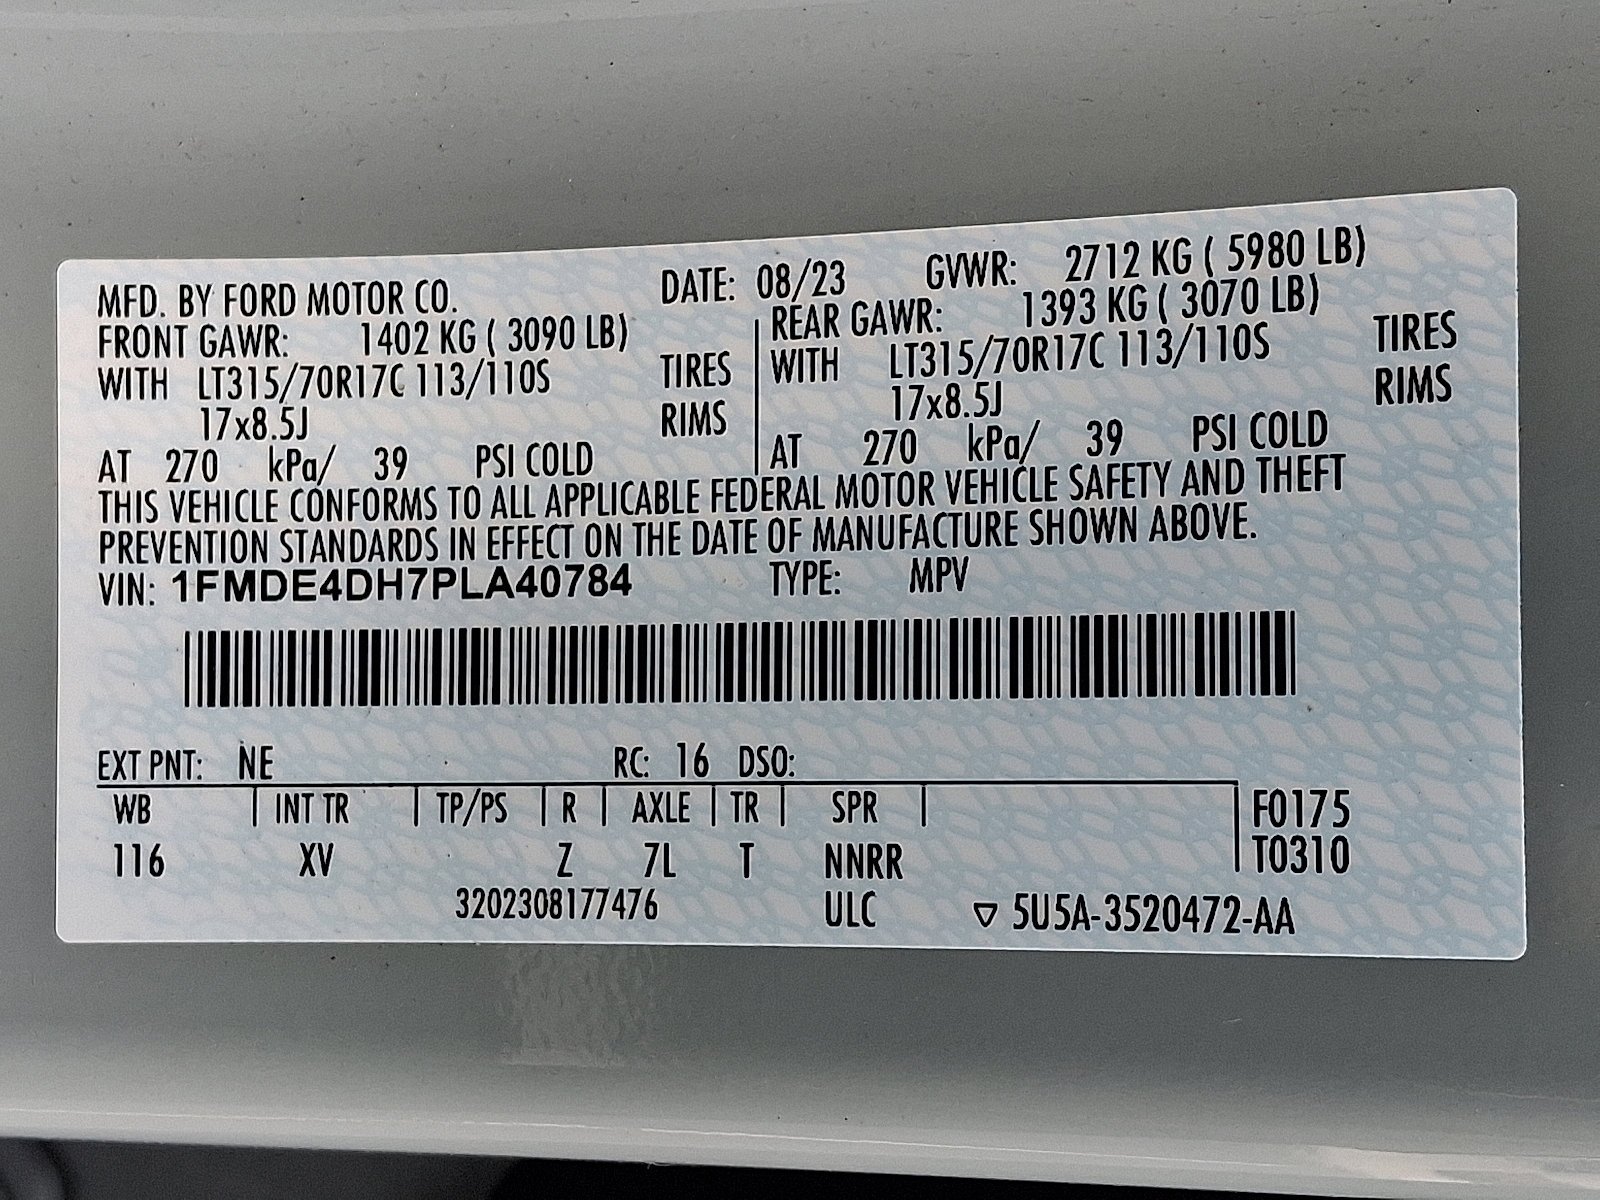 MFD. BY FORD MOTOR CO. DATE: 08/23 GVWR: 2712 KG ( 5980 LB)
FRONT GAWR: 1402 KG ( 3090 LB) REAR GAWR: 1393 KG ( 3070 LB)
WITH LT315/70R17C 113/110S TIRES WITH LT315/70R17C 113/110S TIRES
17x8.5J RIMS 17x8.5J RIMS
AT 270 kPa/ 39 PSI COLD AT 270 kPa/ 39 PSI COLD
THIS VEHICLE CONFORMS TO ALL APPLICABLE FEDERAL MOTOR VEHICLE SAFETY AND THEFT
PREVENTION STANDARDS IN EFFECT ON THE DATE OF MANUFACTURE SHOWN ABOVE.
VIN: 1FMDE4DH7PLA40784 TYPE: MPV
EXT PNT: NE RC: 16 DSO:
WB INT TR TP/PS R AXLE TR SPR F0175
116 XV Z 7L T NNRR T0310
3202308177476 ULC ▽ 5U5A-3520472-AA